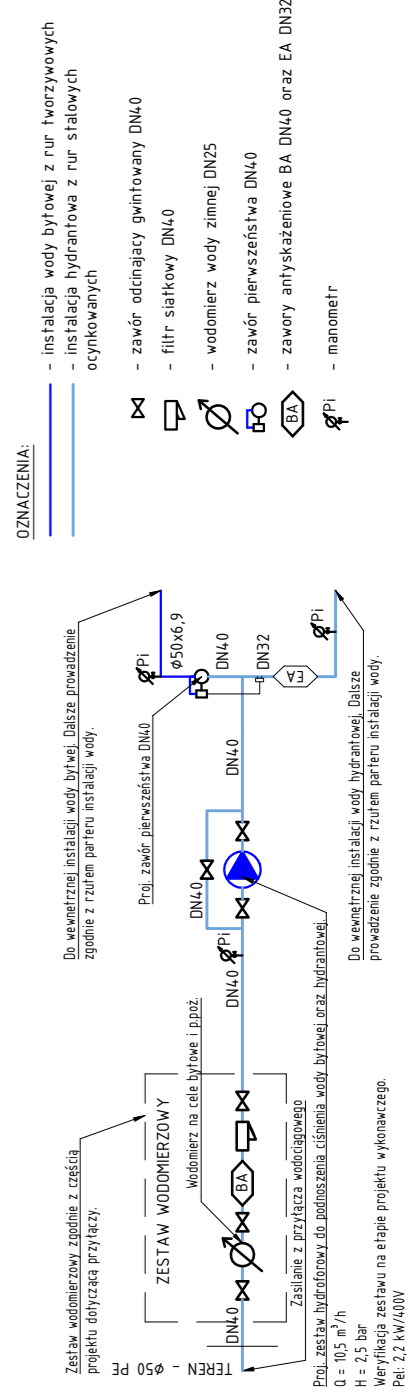 Zestaw wodomierzowy zgodnie z częścią
projektu dotyczącą przyłączy.
ZESTAW WODOMIERZOWY
Wodomierz na cele bytowe i p.poż.
TEREN - ϕ50 PE
DN40
BA
Zasilanie z przyłącza wodociągowego
DN40
Pi
DN40
DN40
Proj. zestaw hydroforowy do podnoszenia ciśnienia wody bytowej oraz hydrantowej.
Q = 10,5 m³/h
H = 2,5 bar
Weryfikacja zestawu na etapie projektu wykonawczego.
Pel: 2,2 kW/400V
Do wewnętrznej instalacji wody bytwej. Dalsze prowadzenie
zgodnie z rzutem parteru instalacji wody.
Proj. zawór pierwszeństwa DN40
Pi
ϕ50x6,9
DN40
DN32
EA
Pi
Do wewnętrznej instalacji wody hydrantowej. Dalsze
prowadzenie zgodnie z rzutem parteru instalacji wody.
OZNACZENIA:
- instalacja wody bytowej z rur tworzywowych
- instalacja hydrantowa z rur stalowych
ocynkowanych
- zawór odcinajacy gwintowany DN40
- filtr siatkowy DN40
- wodomierz wody zimnej DN25
- zawór pierwszeństwa DN40
BA - zawory antyskażeniowe BA DN40 oraz EA DN32
Pi - manometr